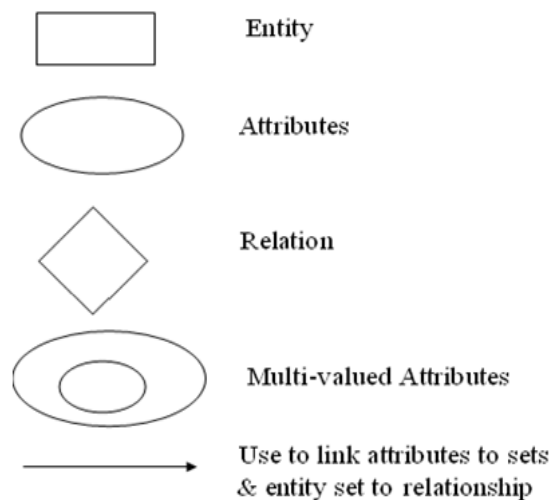 Entity
Attributes
Relation
Multi-valued Attributes
Use to link attributes to sets
& entity set to relationship